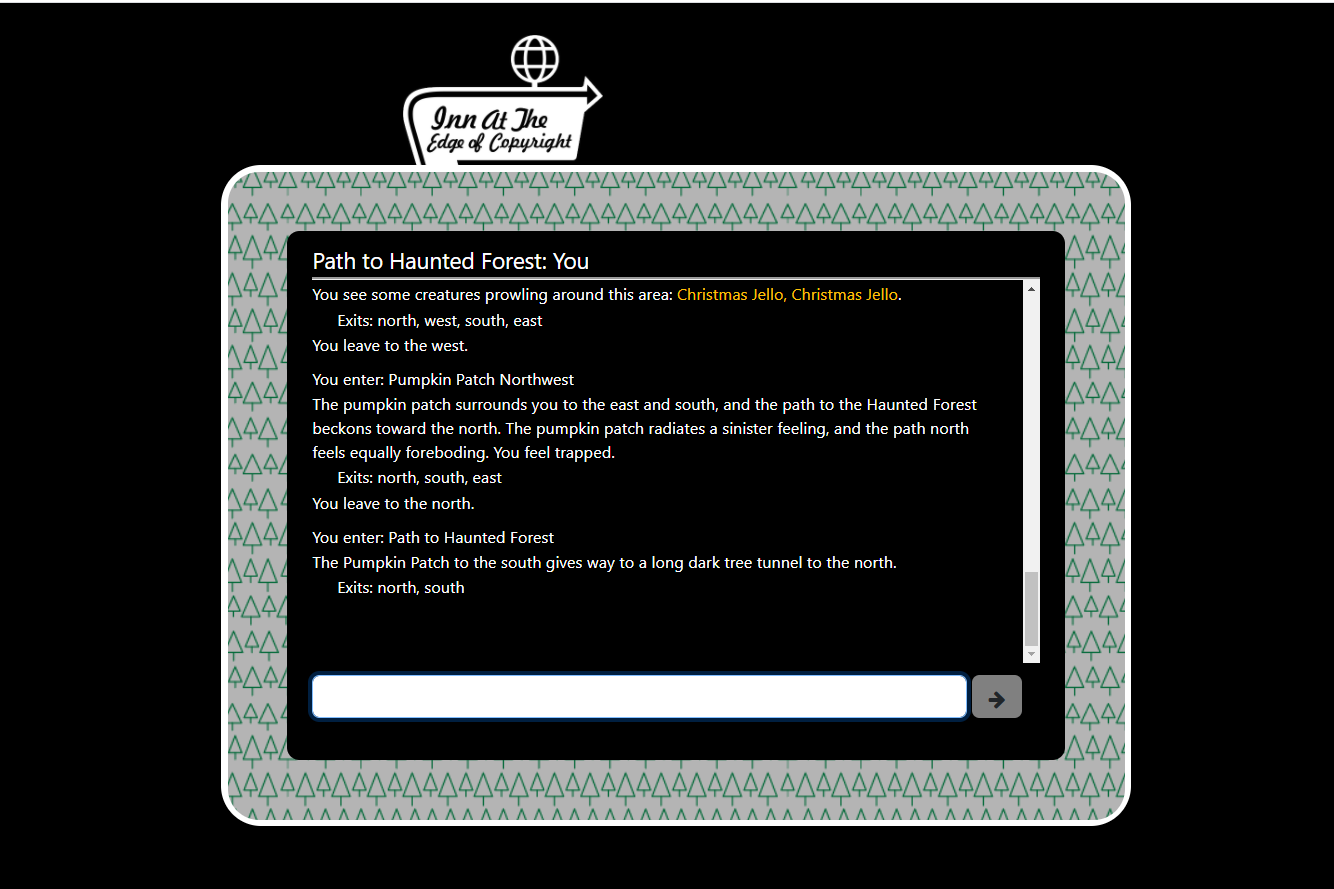 Inn At The
Edge of Copyright
Path to Haunted Forest: You
You see some creatures prowling around this area: Christmas Jello, Christmas Jello.
Exits: north, west, south, east
You leave to the west.
You enter: Pumpkin Patch Northwest
The pumpkin patch surrounds you to the east and south, and the path to the Haunted Forest
beckons toward the north. The pumpkin patch radiates a sinister feeling, and the path north
feels equally foreboding. You feel trapped.
Exits: north, south, east
You leave to the north.
You enter: Path to Haunted Forest
The Pumpkin Patch to the south gives way to a long dark tree tunnel to the north.
Exits: north, south